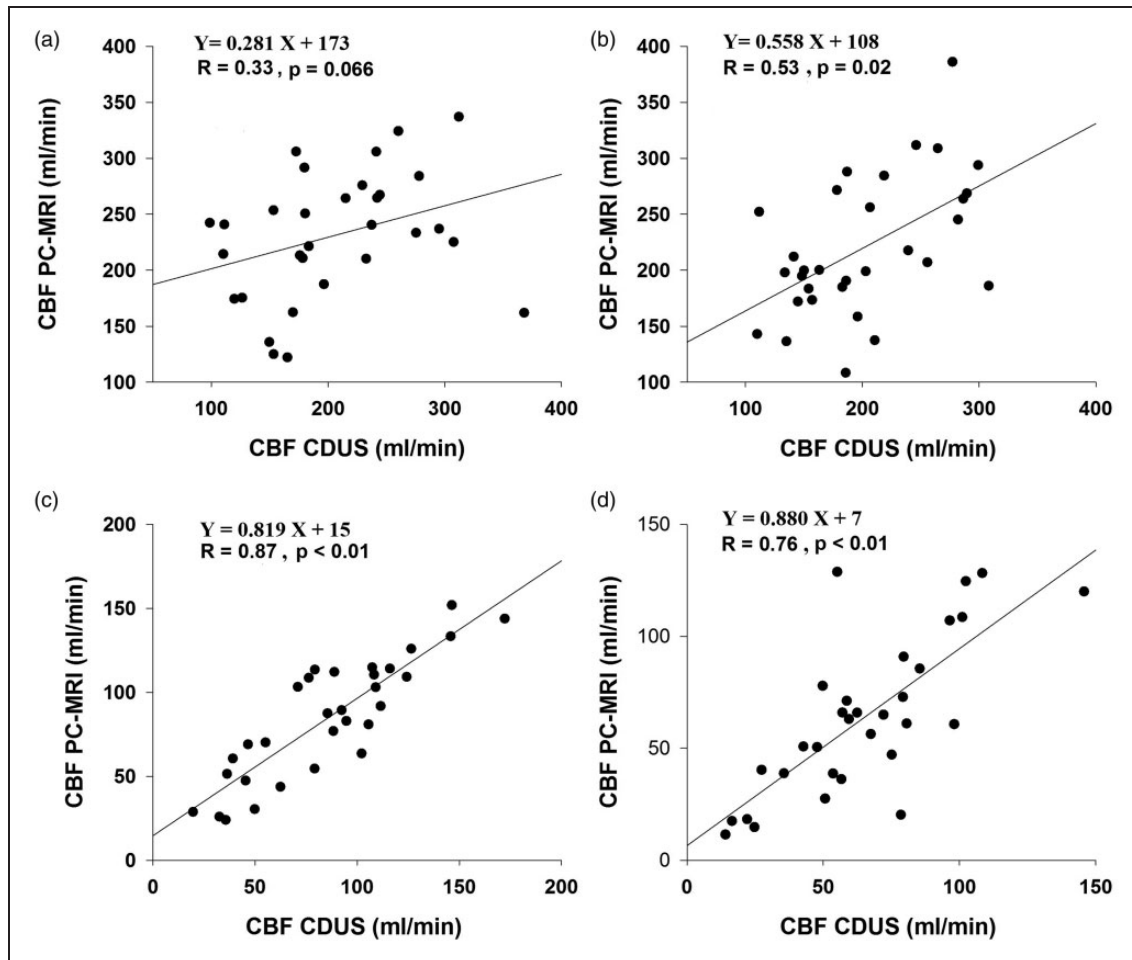 (a)
Y= 0.281 X + 173
R = 0.33 , p = 0.066
400
350
300
250
200
150
100
CBF PC-MRI (ml/min)
100 200 300 400
CBF CDUS (ml/min)
(b)
Y = 0.558 X + 108
R = 0.53 , p = 0.02
400
350
300
250
200
150
100
CBF PC-MRI (ml/min)
100 200 300 400
CBF CDUS (ml/min)
(c)
Y = 0.819 X + 15
R = 0.87 , p < 0.01
200
150
100
50
0
CBF PC-MRI (ml/min)
0 50 100 150 200
CBF CDUS (ml/min)
(d)
Y = 0.880 X + 7
R = 0.76 , p < 0.01
150
100
50
0
CBF PC-MRI (ml/min)
0 50 100 150
CBF CDUS (ml/min)